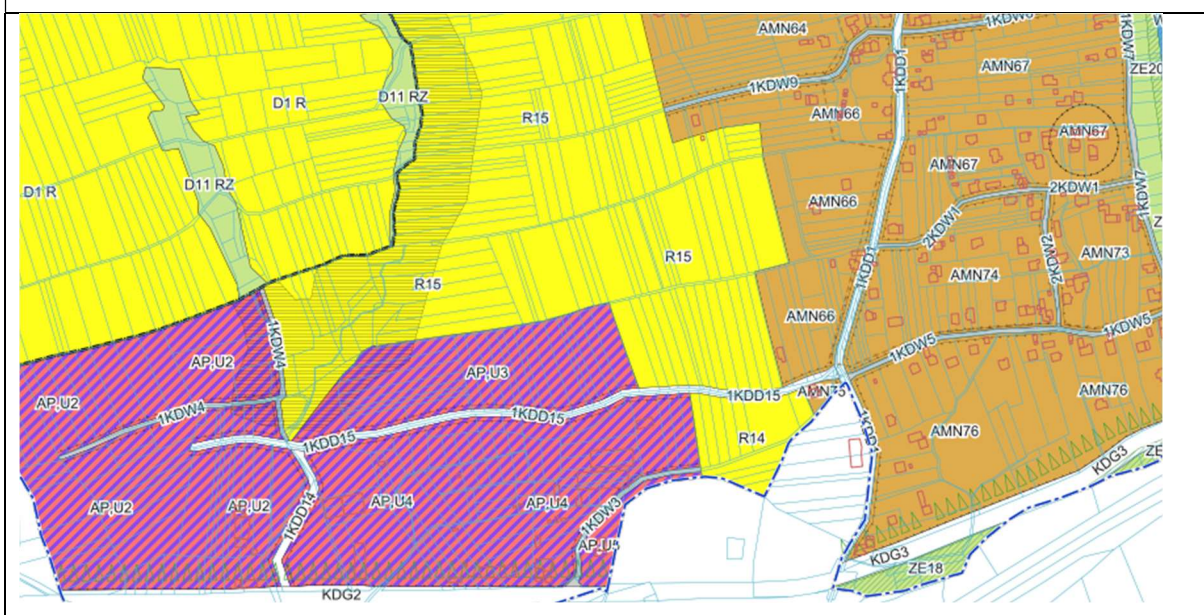 AMN64
1KDD1
1KDW7
1KDW9
AMN67
ZE20
D11 RZ
D1 R
R15
AMN66
AMN67
AMN67
D11 RZ
D1 R
2KDW1
1KDW7
AMN66
2KDW1
2KDW2
AMN73
R15
1KDD1
AMN74
R15
AMN66
1KDW4
1KDW5
1KDW5
AP,U2
AP,U3
AP,U2
1KDW4
1KDD15
1KDD15
AMN75
AMN76
1KDD15
R14
AMN76
AP,U2
AP,U2
1KDD14
AP,U4
AP,U4
1KDW3
KDG3
KDG3
ZE18
KDG2